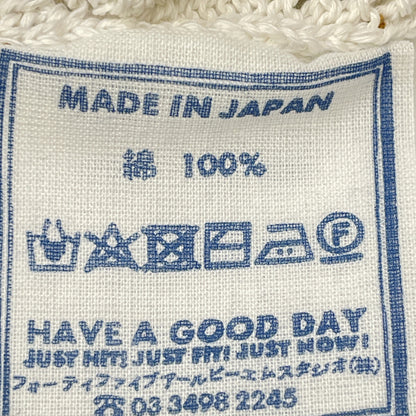 MADE IN JAPAN
綿 100%
F
HAVE A GOOD DAY
JUST HIT! JUST FIT! JUST NOW!
フォーティファイブアールピーエムスタジオ(株)
☎ 03 3498 2245